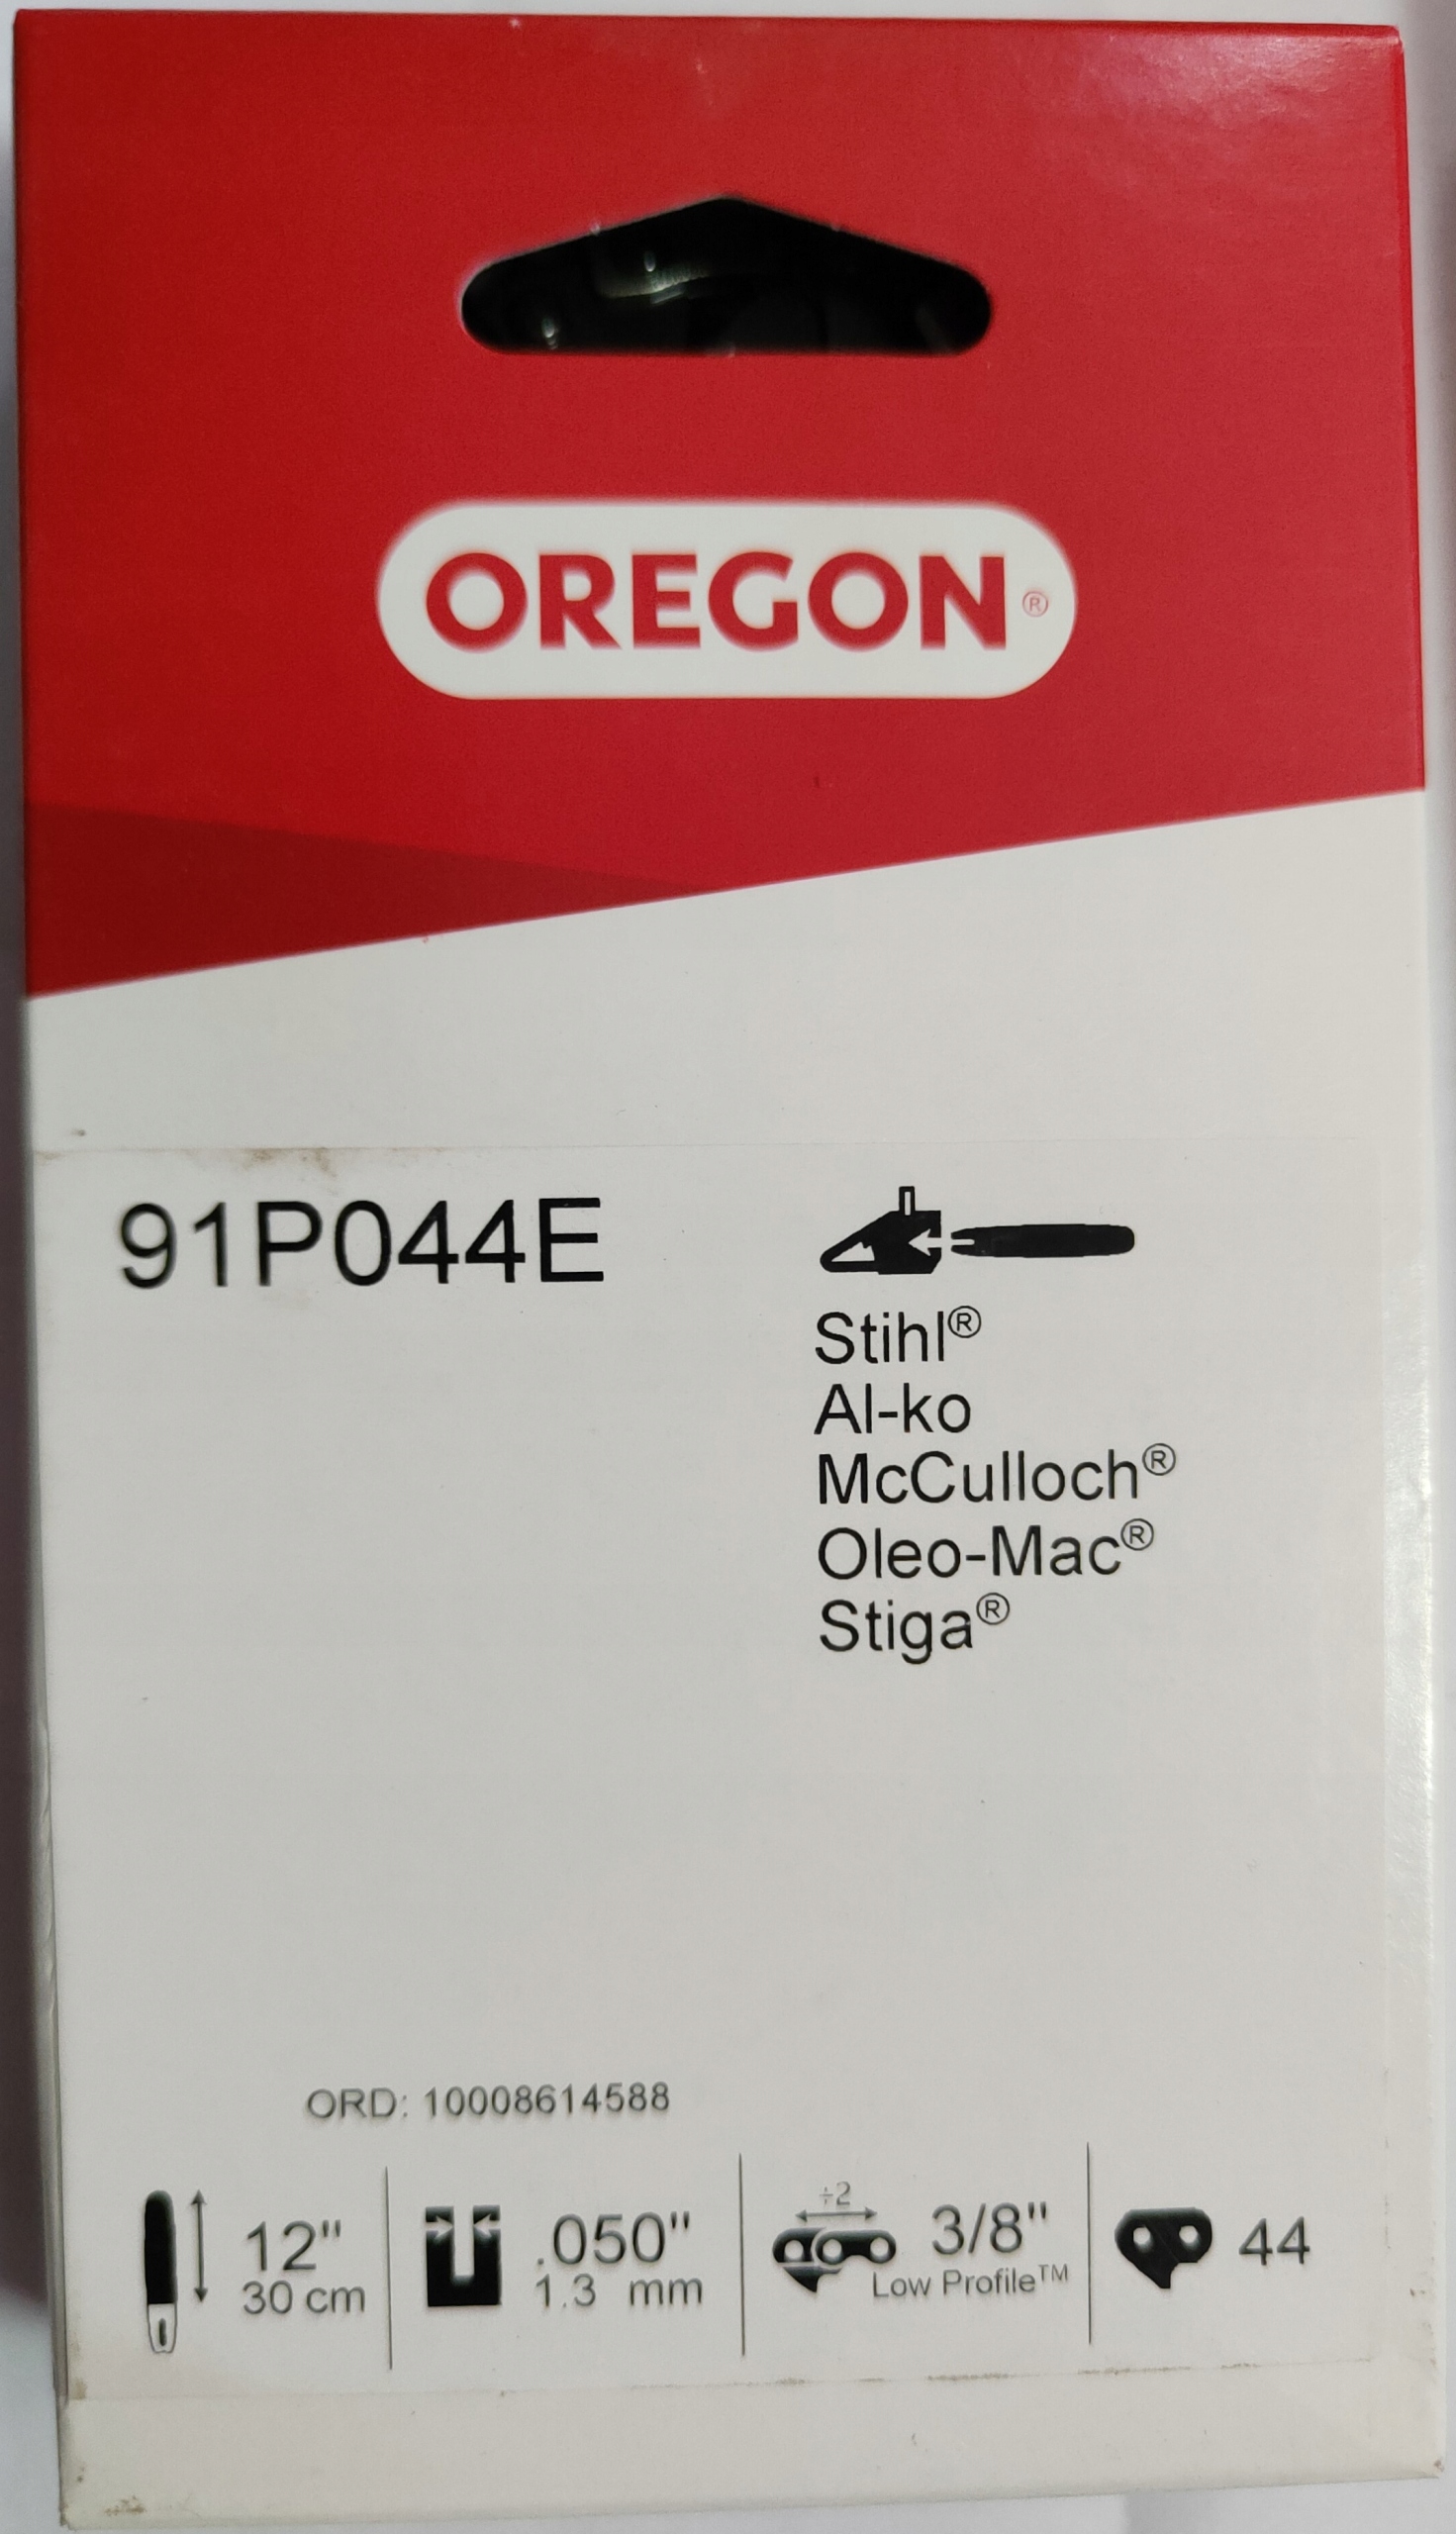 OREGON®
91P044E
Stihl®
Al-ko
McCulloch®
Oleo-Mac®
Stiga®
ORD: 10008614588
12"
30 cm
.050"
1.3 mm
÷2
3/8"
Low Profile™
44